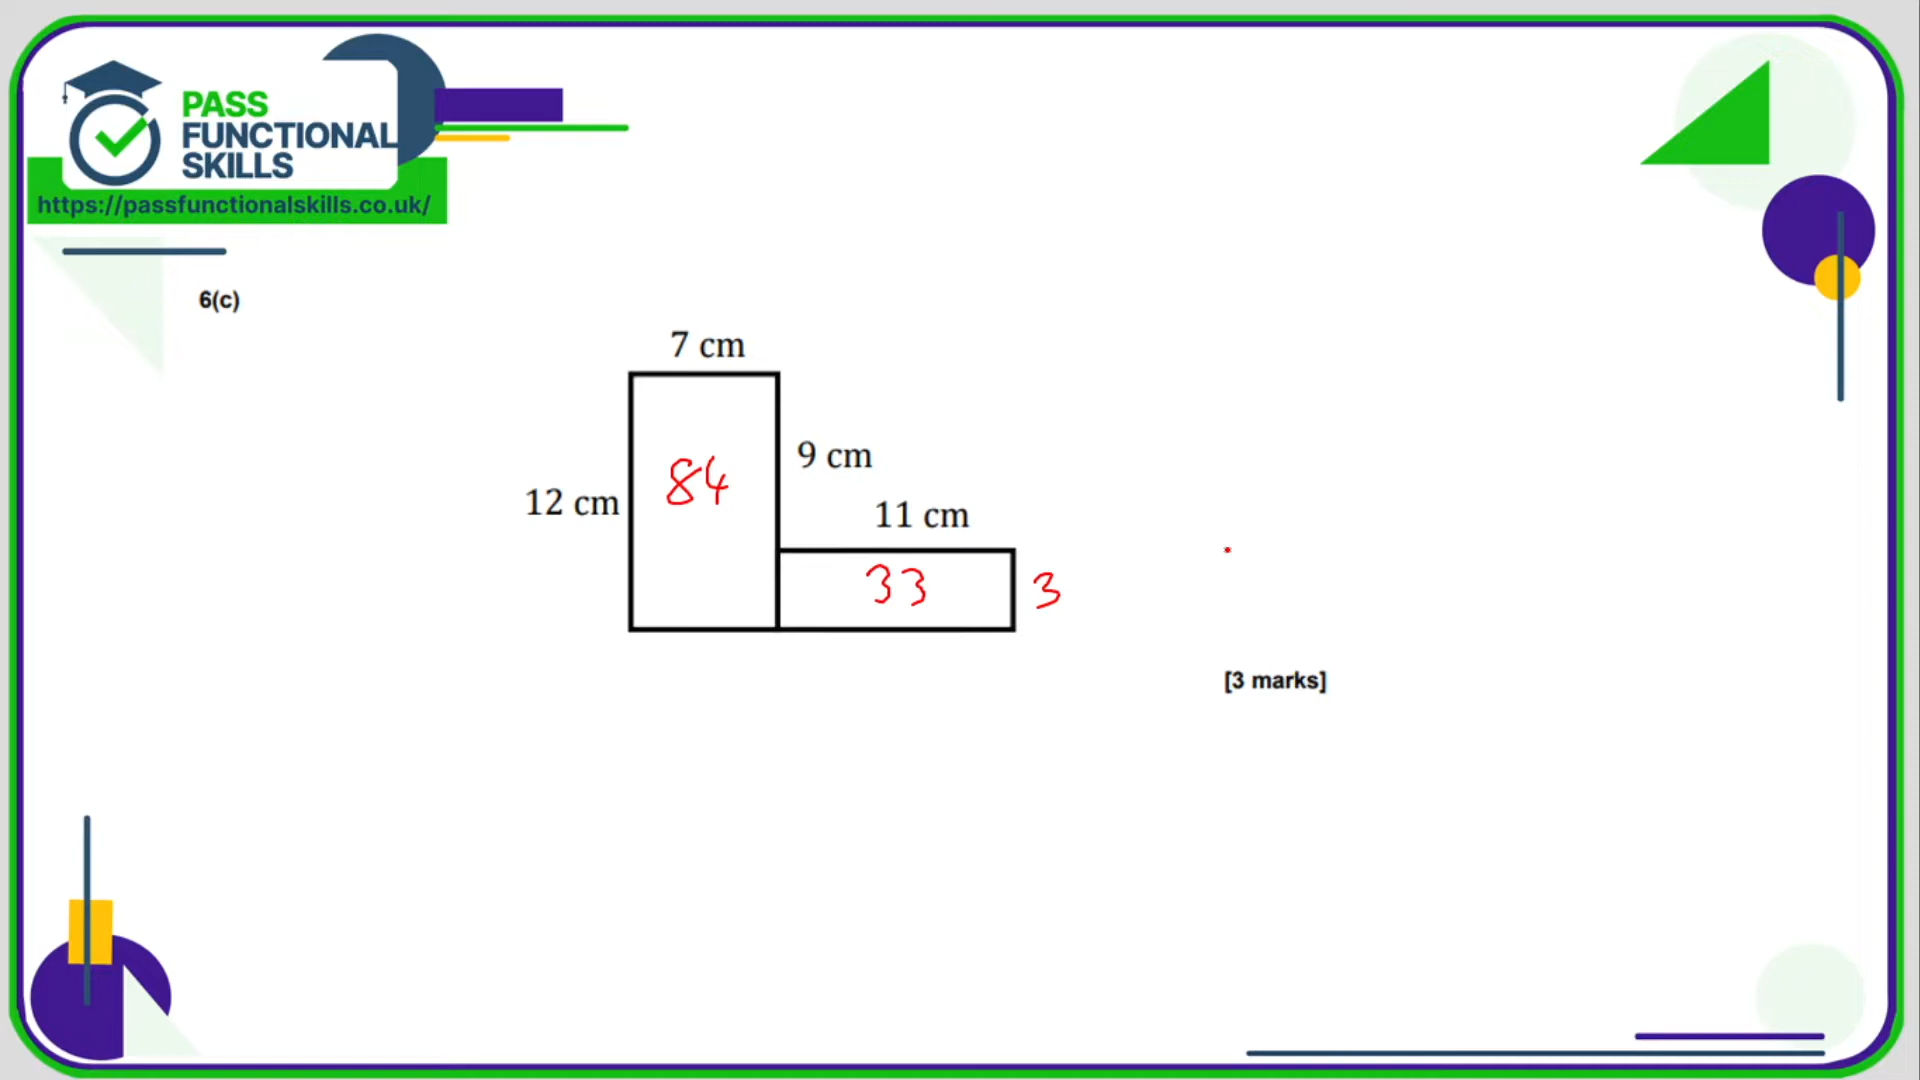 PASS
FUNCTIONAL
SKILLS
https://passfunctionalskills.co.uk/
6(c)
7 cm
9 cm
84
12 cm
11 cm
33
3
[3 marks]